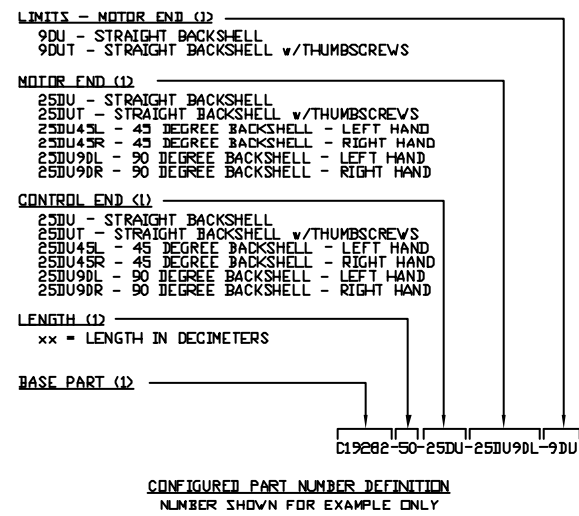 LIMITS - MOTOR END (1)
9DU - STRAIGHT BACKSHELL
9DUT - STRAIGHT BACKSHELL w/THUMBSCREWS
MOTOR END (1)
25DU - STRAIGHT BACKSHELL
25DUT - STRAIGHT BACKSHELL w/THUMBSCREWS
25DU45L - 45 DEGREE BACKSHELL - LEFT HAND
25DU45R - 45 DEGREE BACKSHELL - RIGHT HAND
25DU9DL - 90 DEGREE BACKSHELL - LEFT HAND
25DU9DR - 90 DEGREE BACKSHELL - RIGHT HAND
CONTROL END (1)
25DU - STRAIGHT BACKSHELL
25DUT - STRAIGHT BACKSHELL w/THUMBSCREWS
25DU45L - 45 DEGREE BACKSHELL - LEFT HAND
25DU45R - 45 DEGREE BACKSHELL - RIGHT HAND
25DU9DL - 90 DEGREE BACKSHELL - LEFT HAND
25DU9DR - 90 DEGREE BACKSHELL - RIGHT HAND
LENGTH (1)
xx = LENGTH IN DECIMETERS
BASE PART (1)
C19282-50-25DU-25DU9DL-9DU
CONFIGURED PART NUMBER DEFINITION
NUMBER SHOWN FOR EXAMPLE ONLY